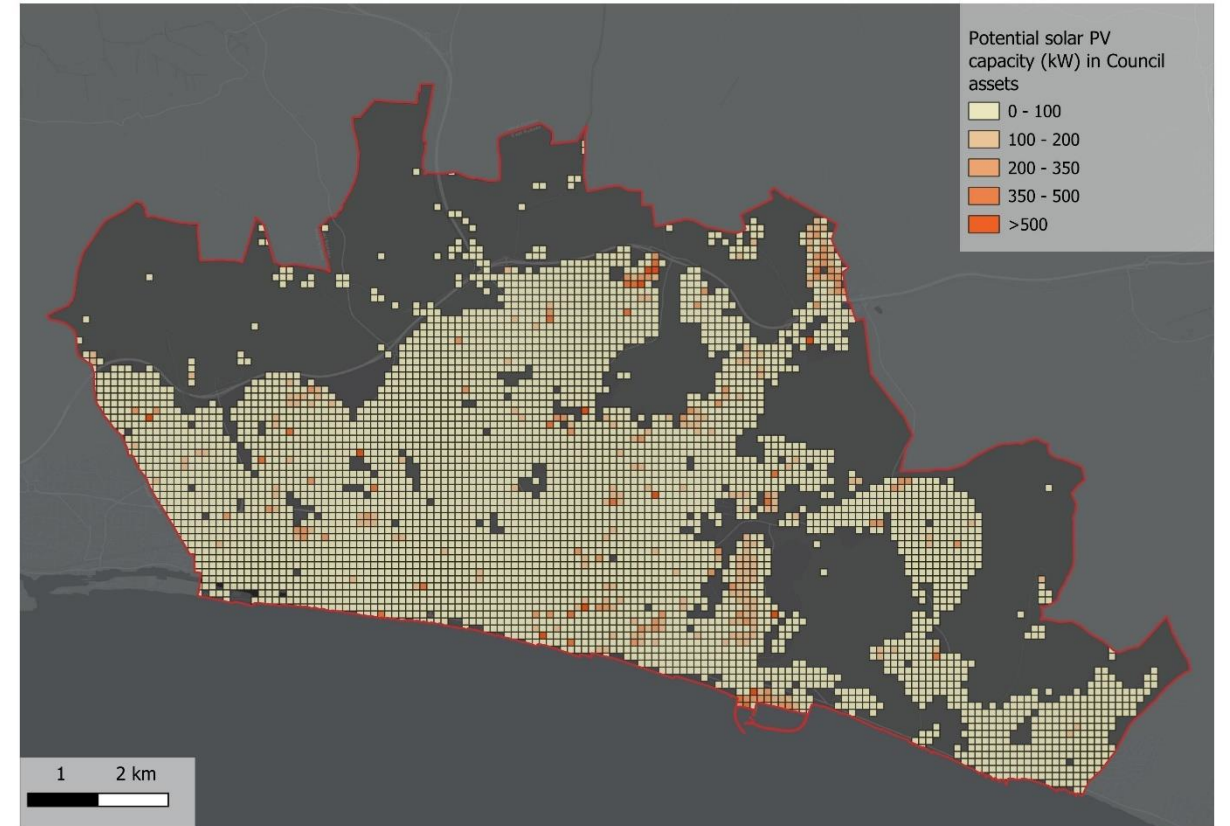 Potential solar PV
capacity (kW) in Council
assets
0 - 100
100 - 200
200 - 350
350 - 500
>500
1 2 km